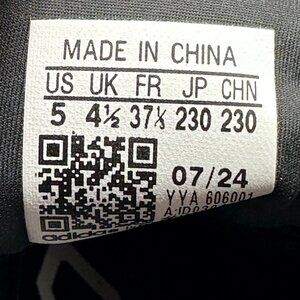 MADE IN CHINA
US UK FR JP CHN
5 4½ 37⅓ 230 230
07/24
YYA 606001
adidas